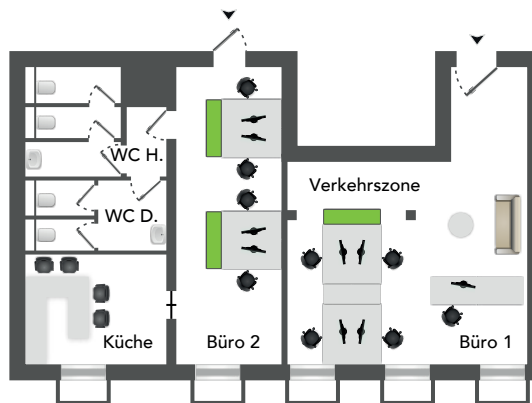 WC H.
Verkehrszone
WC D.
Küche
Büro 2
Büro 1